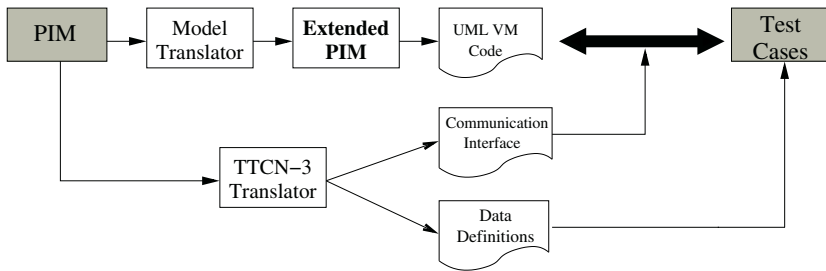 PIM
Model
Translator
Extended
PIM
UML VM
Code
Test
Cases
Communication
Interface
TTCN−3
Translator
Data
Definitions